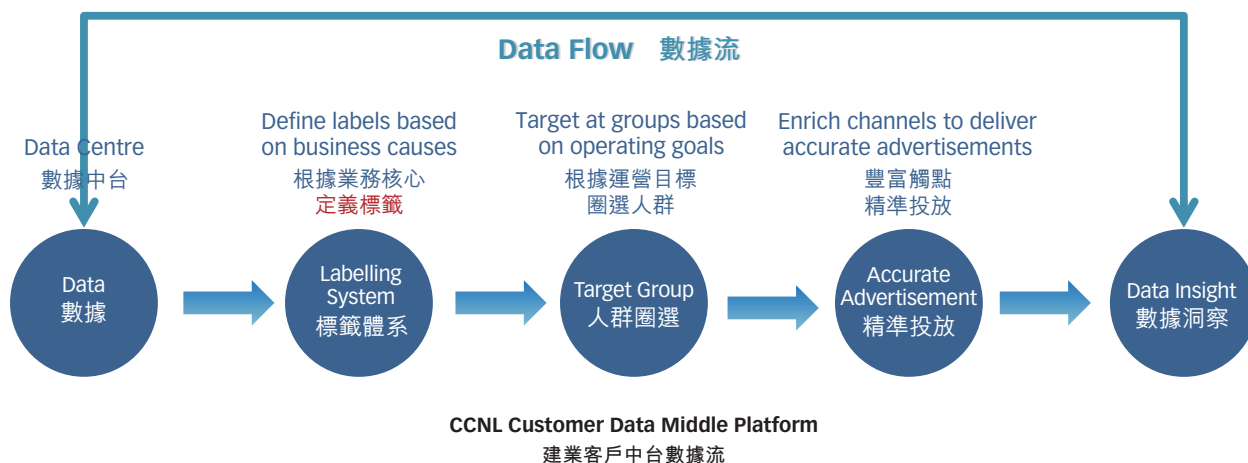 Data Flow 數據流
Data Centre
數據中台
Define labels based
on business causes
根據業務核心
定義標籤
Target at groups based
on operating goals
根據運營目標
圈選人群
Enrich channels to deliver
accurate advertisements
豐富觸點
精準投放
Data
數據
Labelling
System
標籤體系
Target Group
人群圈選
Accurate
Advertisement
精準投放
Data Insight
數據洞察
CCNL Customer Data Middle Platform
建業客戶中台數據流